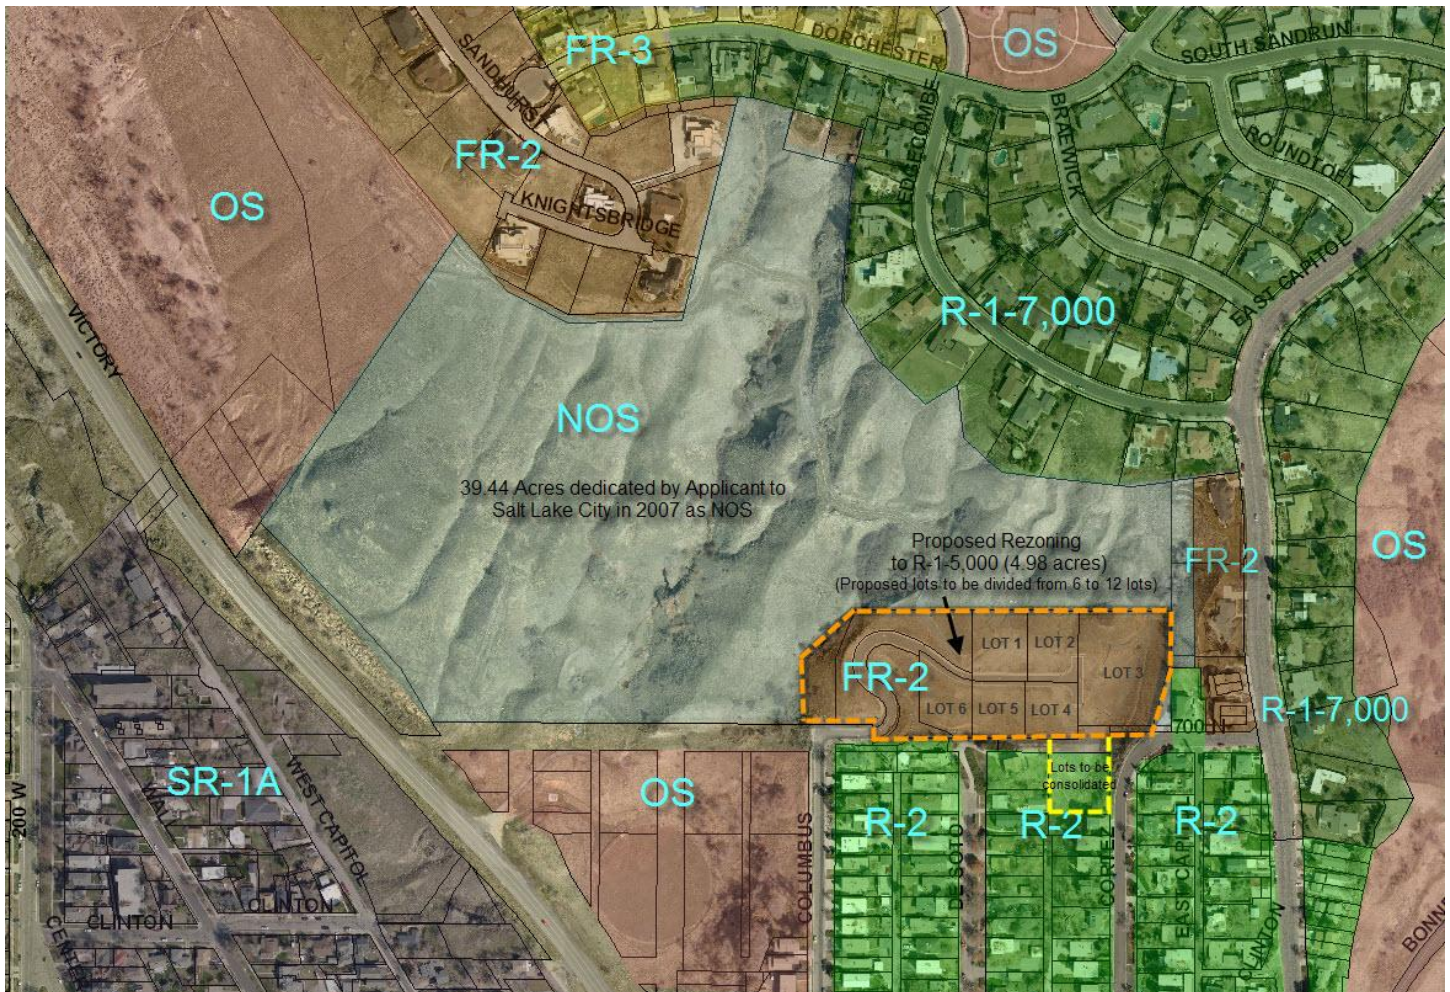 FR-3
DORCHESTER
OS
SOUTH SANDRUN
SANDHURST
FR-2
EDGECOMBE
BRAEWICK
ROUNDTOP
OS
KNIGHTSBRIDGE
VICTORY
R-1-7,000
EAST CAPITOL
NOS
39.44 Acres dedicated by Applicant to
Salt Lake City in 2007 as NOS
Proposed Rezoning
to R-1-5,000 (4.98 acres)
(Proposed lots to be divided from 6 to 12 lots)
FR-2
OS
LOT 1
LOT 2
LOT 3
FR-2
LOT 6
LOT 5
LOT 4
R-1-7,000
700 N
SR-1A
WEST CAPITOL
WALL
200 W
OS
COLUMBUS
R-2
DE SOTO
Lots to be
consolidated
R-2
CORTEZ
R-2
EAST CAPITOL
CLINTON
CLINTON
CENTER
CLINTON